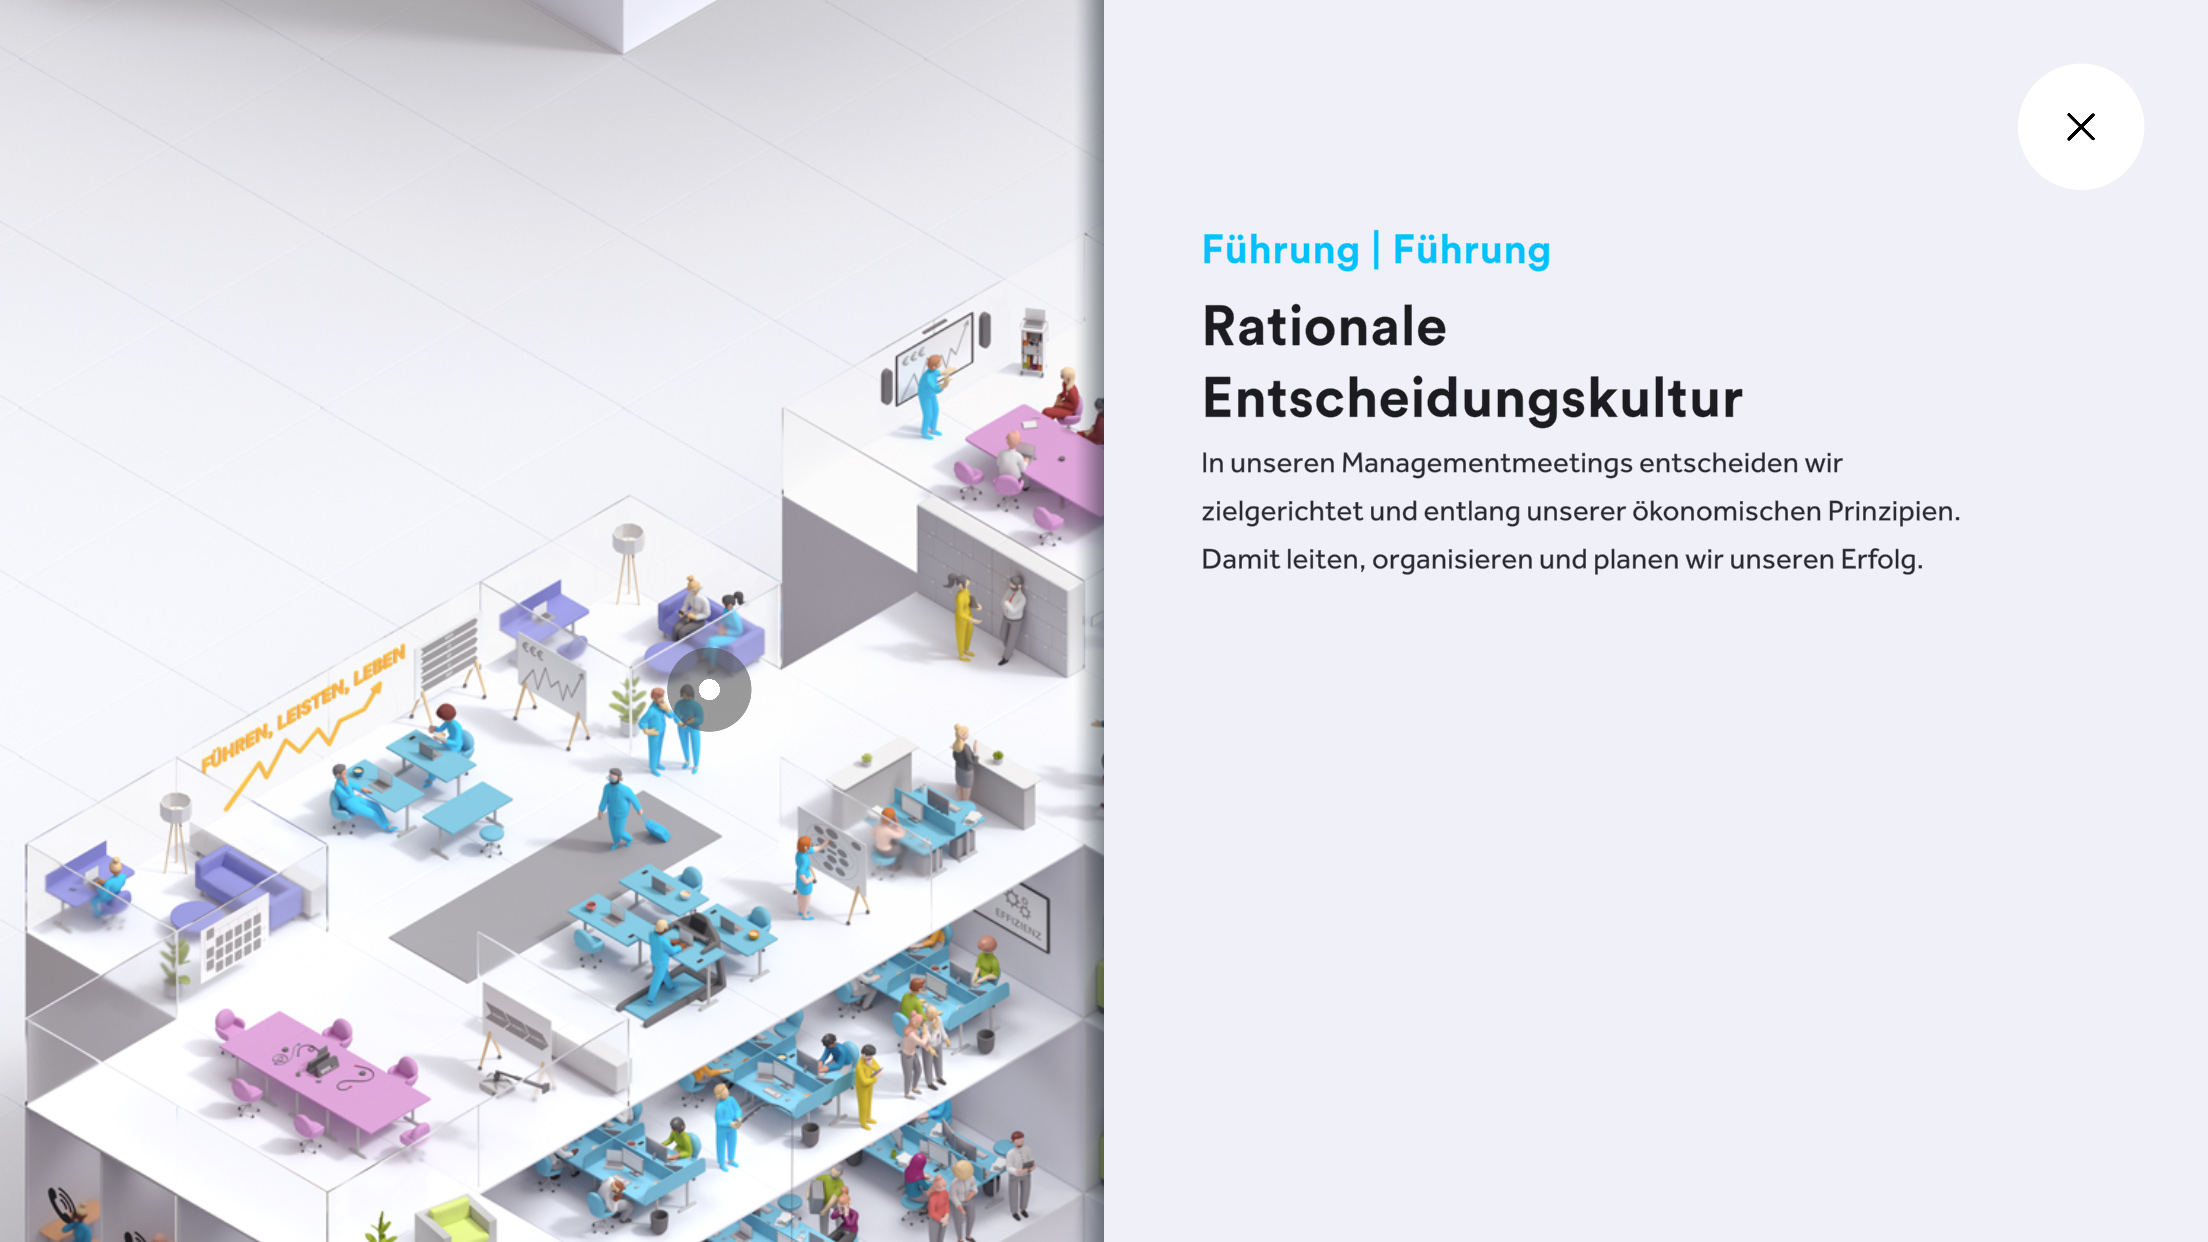 FÜHREN, LEISTEN, LEBEN
€€€
€€€
EFFIZIENZ
Führung | Führung
Rationale
Entscheidungskultur
In unseren Managementmeetings entscheiden wir
zielgerichtet und entlang unserer ökonomischen Prinzipien.
Damit leiten, organisieren und planen wir unseren Erfolg.